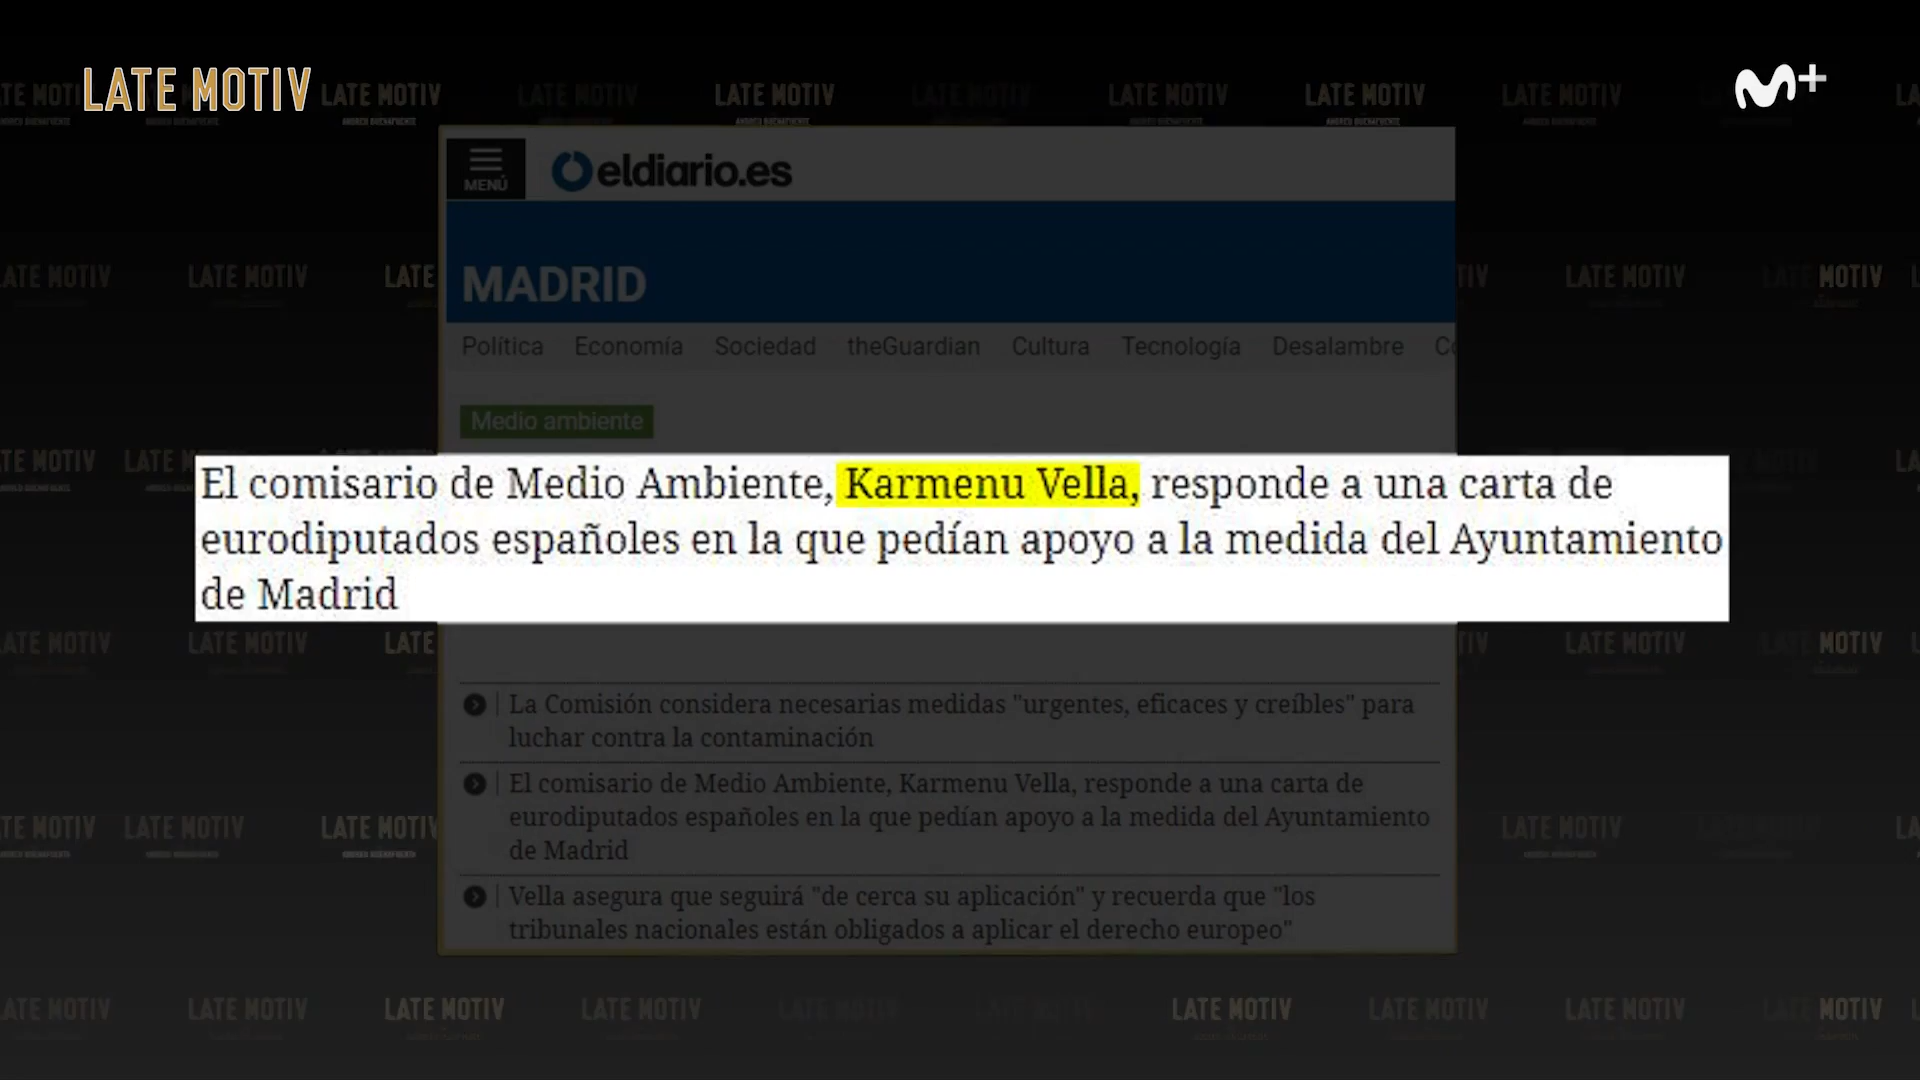 LATE MOTIV
M+
MENÚ
eldiario.es
MADRID
Política Economía Sociedad theGuardian Cultura Tecnología Desalambre
Medio ambiente
El comisario de Medio Ambiente, Karmenu Vella, responde a una carta de
eurodiputados españoles en la que pedían apoyo a la medida del Ayuntamiento
de Madrid
La Comisión considera necesarias medidas "urgentes, eficaces y creíbles" para
luchar contra la contaminación
El comisario de Medio Ambiente, Karmenu Vella, responde a una carta de
eurodiputados españoles en la que pedían apoyo a la medida del Ayuntamiento
de Madrid
Vella asegura que seguirá "de cerca su aplicación" y recuerda que "los
tribunales nacionales están obligados a aplicar el derecho europeo"